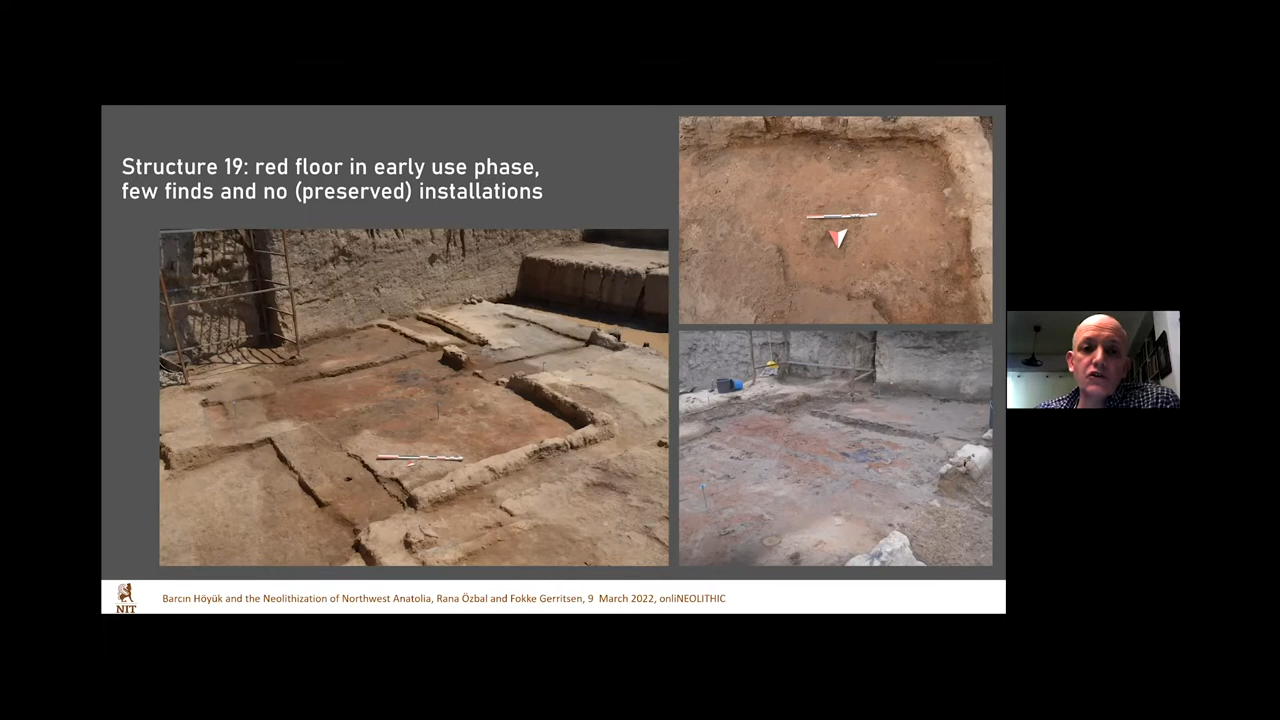 Structure 19: red floor in early use phase,
few finds and no (preserved) installations
NIT
Barcın Höyük and the Neolithization of Northwest Anatolia, Rana Özbal and Fokke Gerritsen, 9 March 2022, onliNEOLITHIC